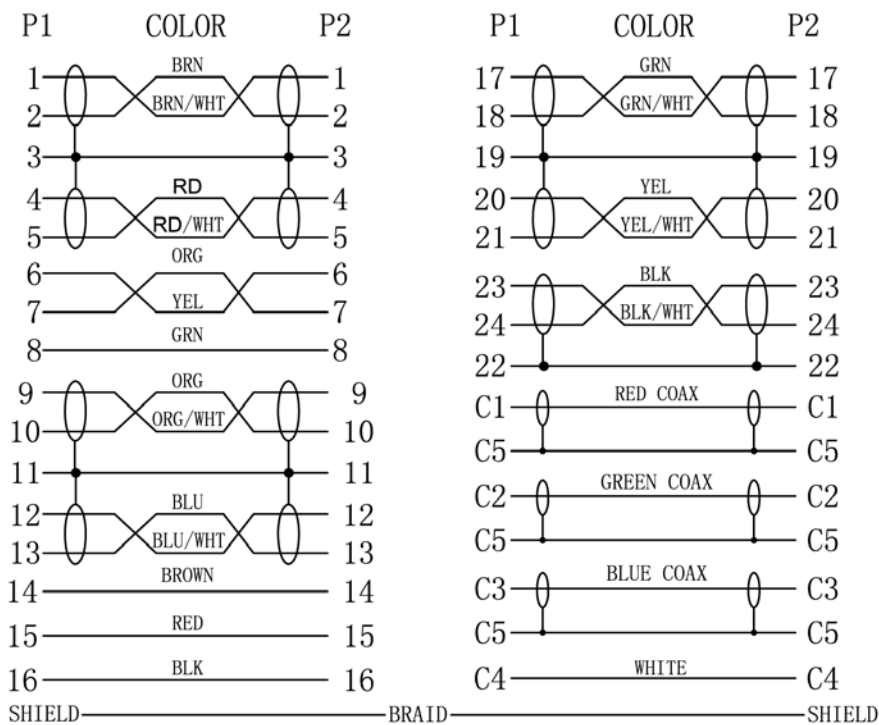 P1 COLOR P2
1 BRN 1
2 BRN/WHT 2
3 3
4 RD 4
5 RD/WHT 5
6 ORG 6
7 YEL 7
8 GRN 8
9 ORG 9
10 ORG/WHT 10
11 11
12 BLU 12
13 BLU/WHT 13
14 BROWN 14
15 RED 15
16 BLK 16
P1 COLOR P2
17 GRN 17
18 GRN/WHT 18
19 19
20 YEL 20
21 YEL/WHT 21
23 BLK 23
24 BLK/WHT 24
22 22
C1 RED COAX C1
C5 C5
C2 GREEN COAX C2
C5 C5
C3 BLUE COAX C3
C5 C5
C4 WHITE C4
SHIELD BRAID SHIELD